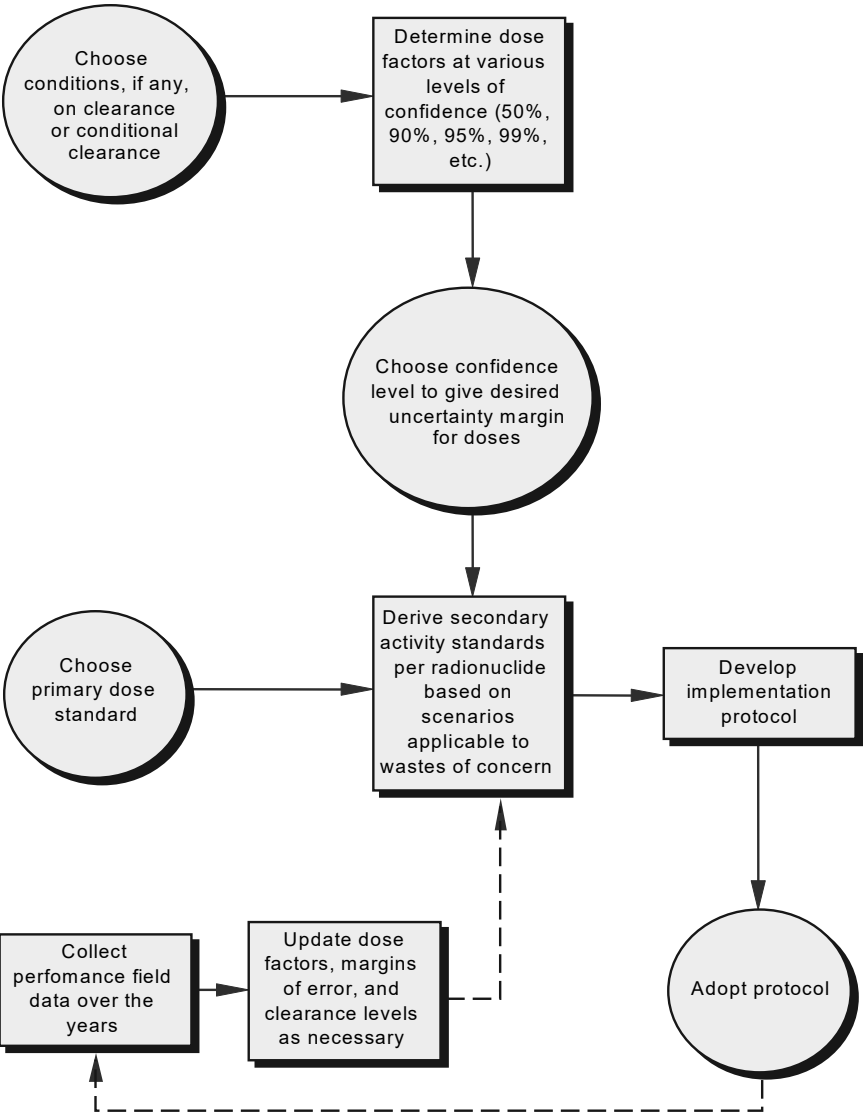 Choose
conditions, if any,
on clearance
or conditional
clearance
Determine dose
factors at various
levels of
confidence (50%,
90%, 95%, 99%,
etc.)
Choose confidence
level to give desired
uncertainty margin
for doses
Choose
primary dose
standard
Derive secondary
activity standards
per radionuclide
based on
scenarios
applicable to
wastes of concern
Develop
implementation
protocol
Collect
perfomance field
data over the
years
Update dose
factors, margins
of error, and
clearance levels
as necessary
Adopt protocol